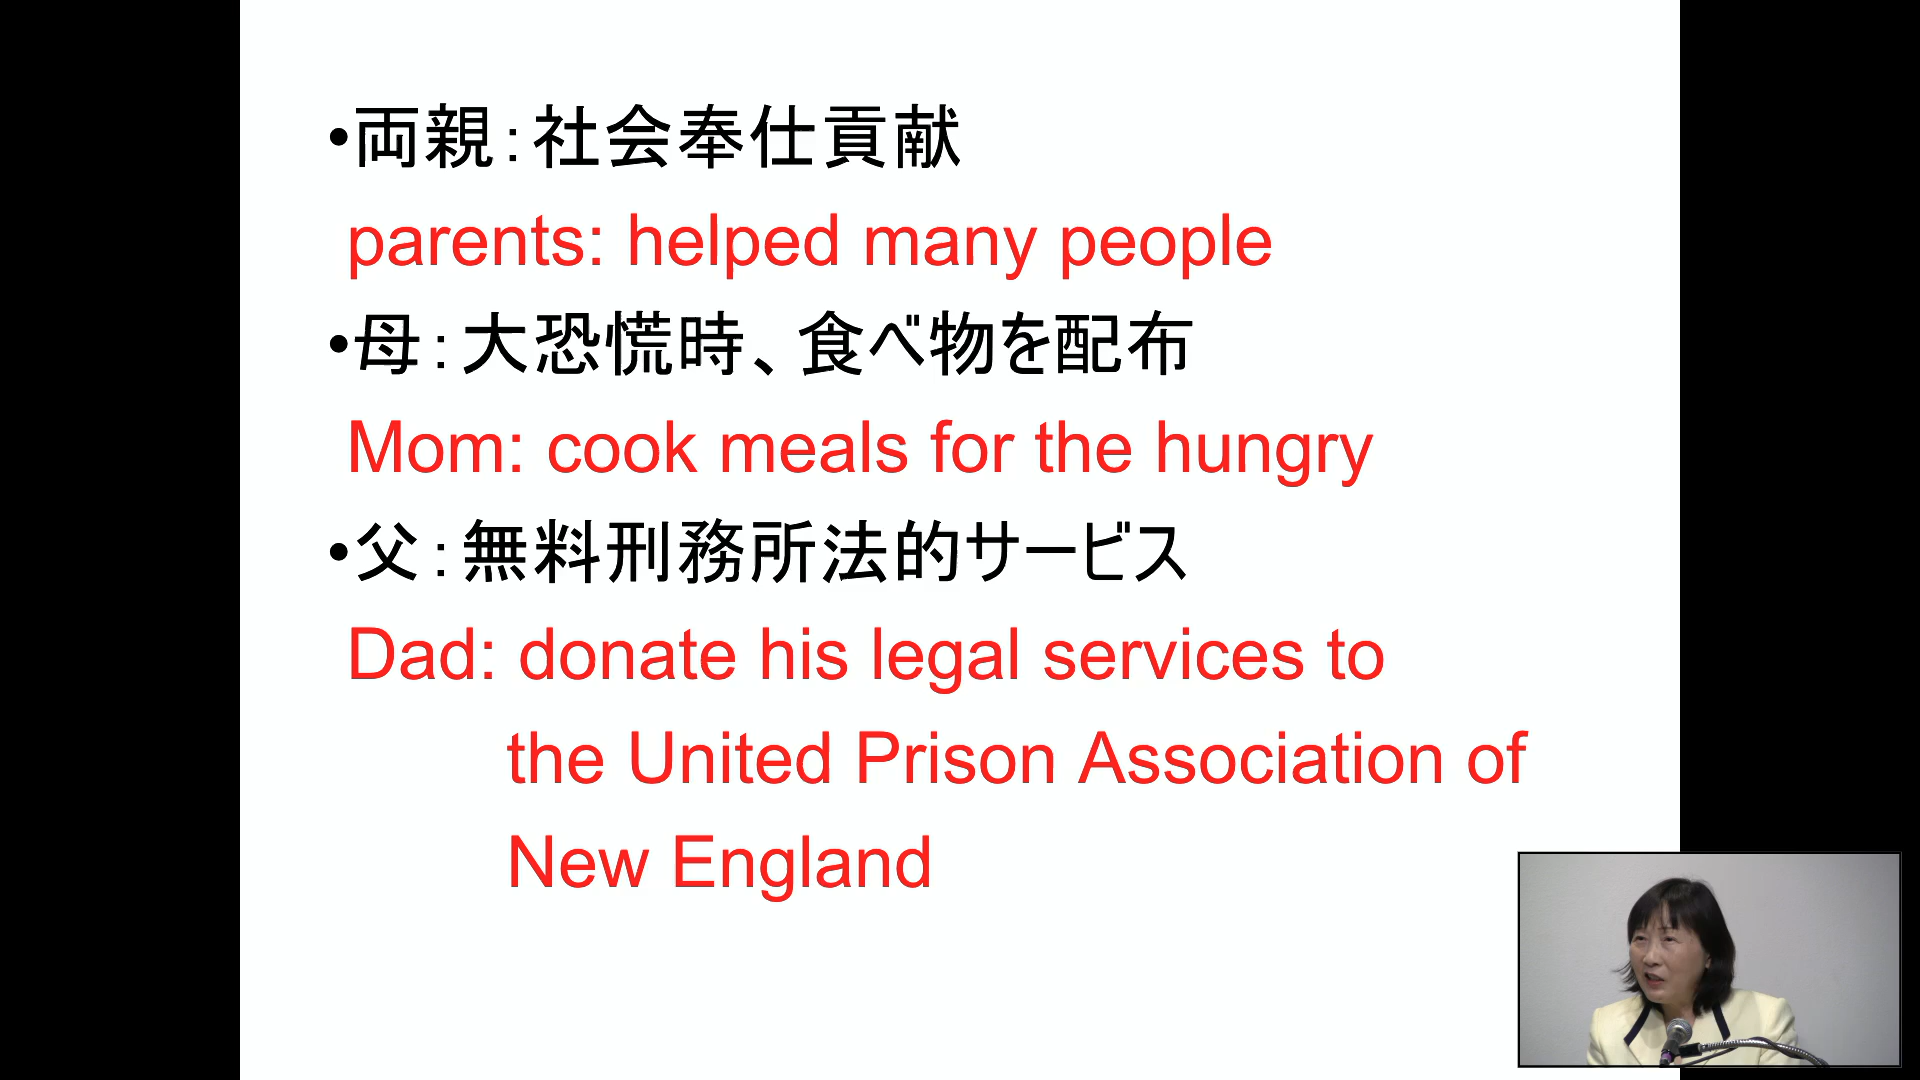 •両親：社会奉仕貢献
parents: helped many people
•母：大恐慌時、食べ物を配布
Mom: cook meals for the hungry
•父：無料刑務所法的サービス
Dad: donate his legal services to
the United Prison Association of
New England